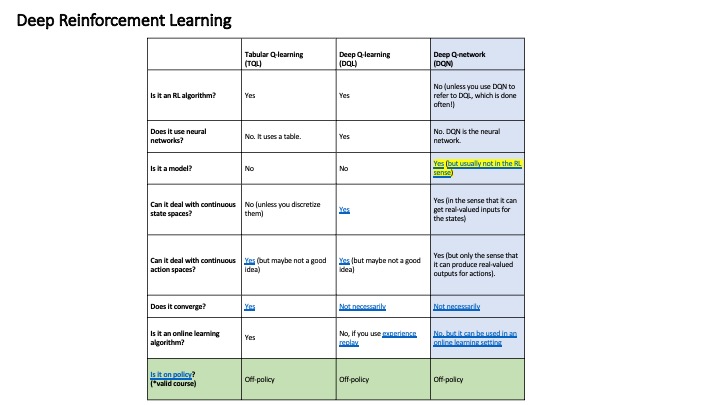 Deep Reinforcement Learning
Tabular Q-learning
(TQL)
Deep Q-learning
(DQL)
Deep Q-network
(DQN)
Is it an RL algorithm?
Yes
Yes
No (unless you use DQN to
refer to DQL, which is done
often!)
Does it use neural
networks?
No. It uses a table.
Yes
No. DQN is the neural
network.
Is it a model?
No
No
Yes (but usually not in the RL
sense)
Can it deal with continuous
state spaces?
No (unless you discretize
them)
Yes
Yes (in the sense that it can
get real-valued inputs for
the states)
Can it deal with continuous
action spaces?
Yes (but maybe not a good
idea)
Yes (but maybe not a good
idea)
Yes (but only the sense that
it can produce real-valued
outputs for actions).
Does it converge?
Yes
Not necessarily
Not necessarily
Is it an online learning
algorithm?
Yes
No, if you use experience
replay
No, but it can be used in an
online learning setting
Is it on policy?
(*valid course)
Off-policy
Off-policy
Off-policy